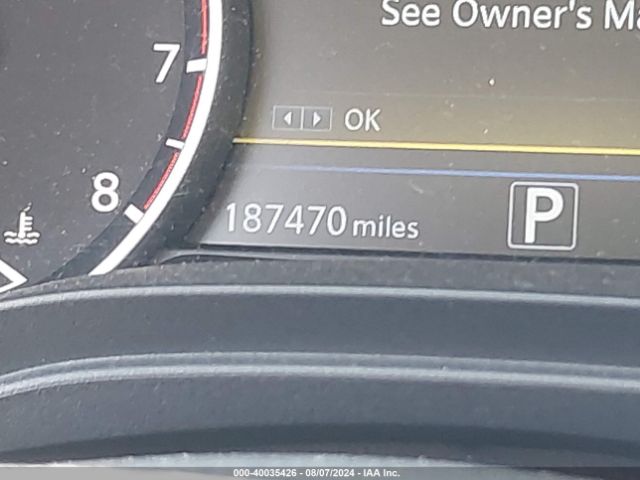 See Owner's Ma
7
OK
8
187470 miles
P
000-40035426 - 08/07/2024 - IAA Inc.